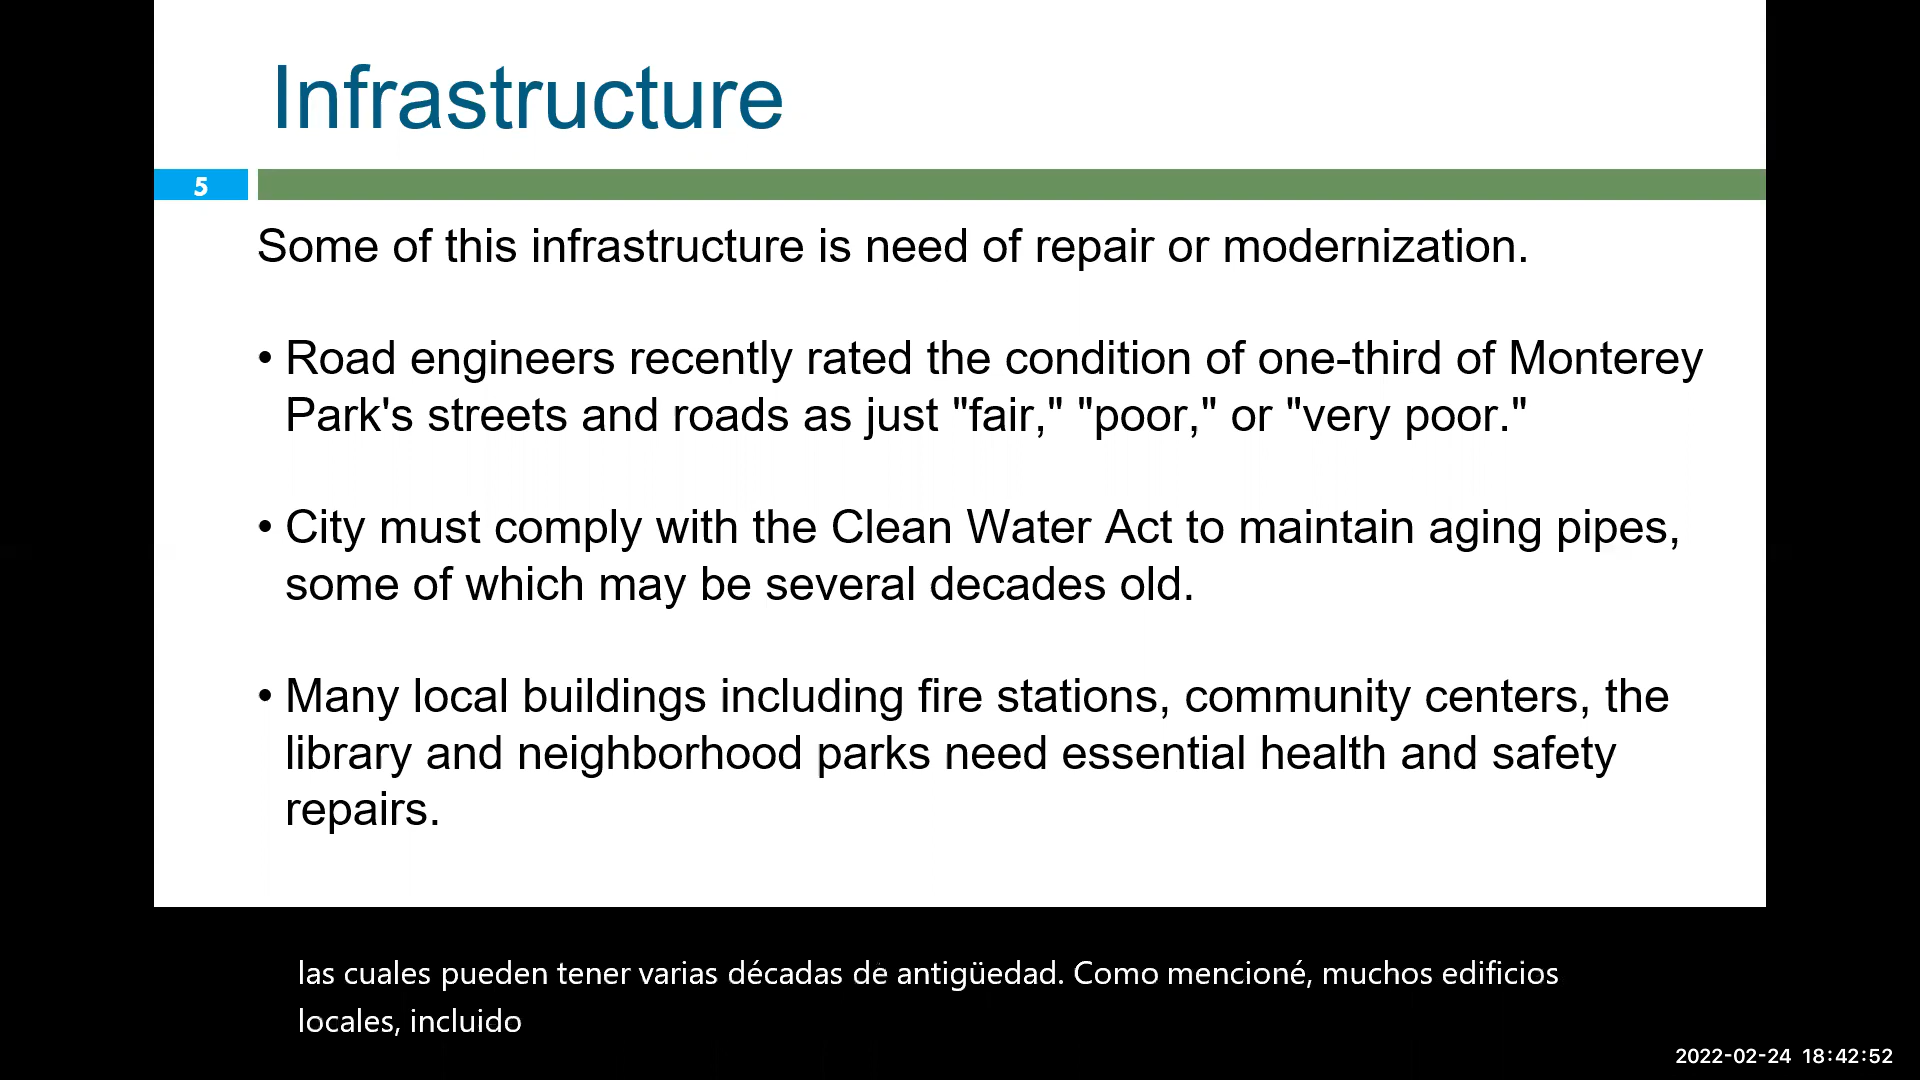 Infrastructure
5
Some of this infrastructure is need of repair or modernization.
• Road engineers recently rated the condition of one-third of Monterey
Park's streets and roads as just "fair," "poor," or "very poor."
• City must comply with the Clean Water Act to maintain aging pipes,
some of which may be several decades old.
• Many local buildings including fire stations, community centers, the
library and neighborhood parks need essential health and safety
repairs.
las cuales pueden tener varias décadas de antigüedad. Como mencioné, muchos edificios
locales, incluido
2022-02-24 18:42:52